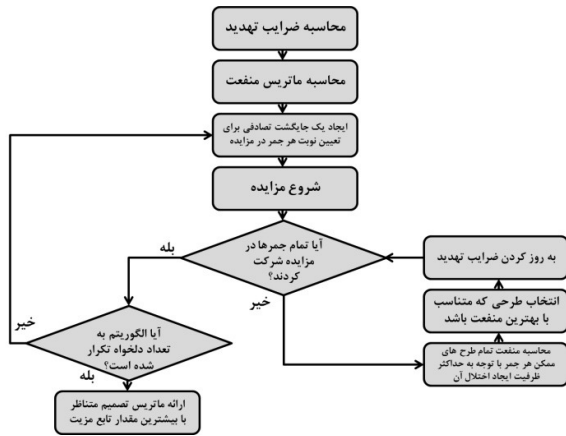 محاسبه ضرایب تهدید
محاسبه ماتریس منفعت
ایجاد یک جایگشت تصادفی برای
تعیین نوبت هر جمر در مزایده
شروع مزایده
آیا تمام جمرها در
مزایده شرکت
کردند؟
بله
خیر
به روز کردن ضرایب تهدید
انتخاب طرحی که متناسب
با بهترین منفعت باشد
محاسبه منفعت تمام طرح های
ممکن هر جمر با توجه به حداکثر
ظرفیت ایجاد اختلال آن
آیا الگوریتم به
تعداد دلخواه تکرار
شده است؟
خیر
بله
ارائه ماتریس تصمیم متناظر
با بیشترین مقدار تابع مزیت